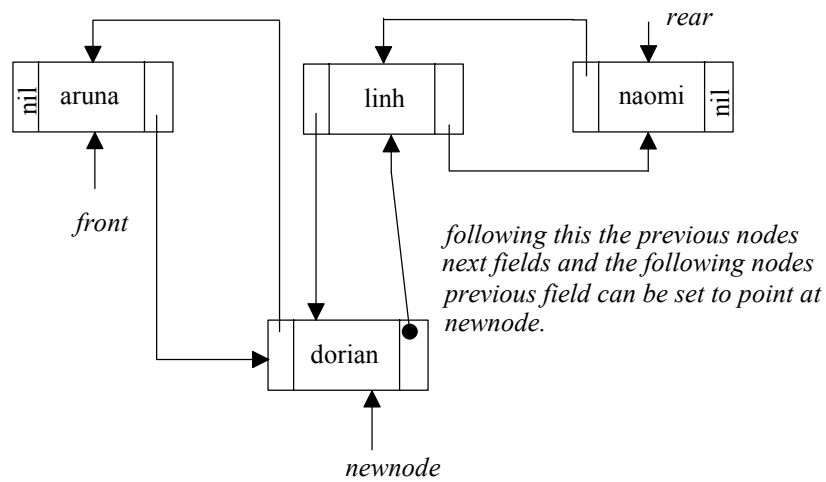 rear
nil
aruna
linh
naomi
nil
front
following this the previous nodes
next fields and the following nodes
previous field can be set to point at
newnode.
dorian
newnode